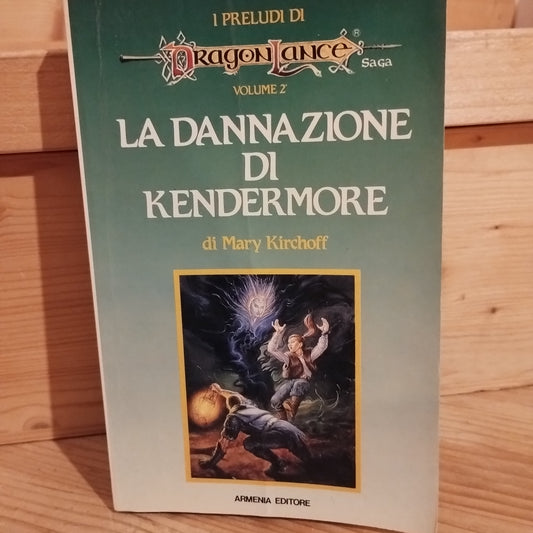 I PRELUDI DI
DRAGONLANCE®
SAGA
VOLUME 2°
LA DANNAZIONE
DI
KENDERMORE
di Mary Kirchoff
ARMENIA EDITORE